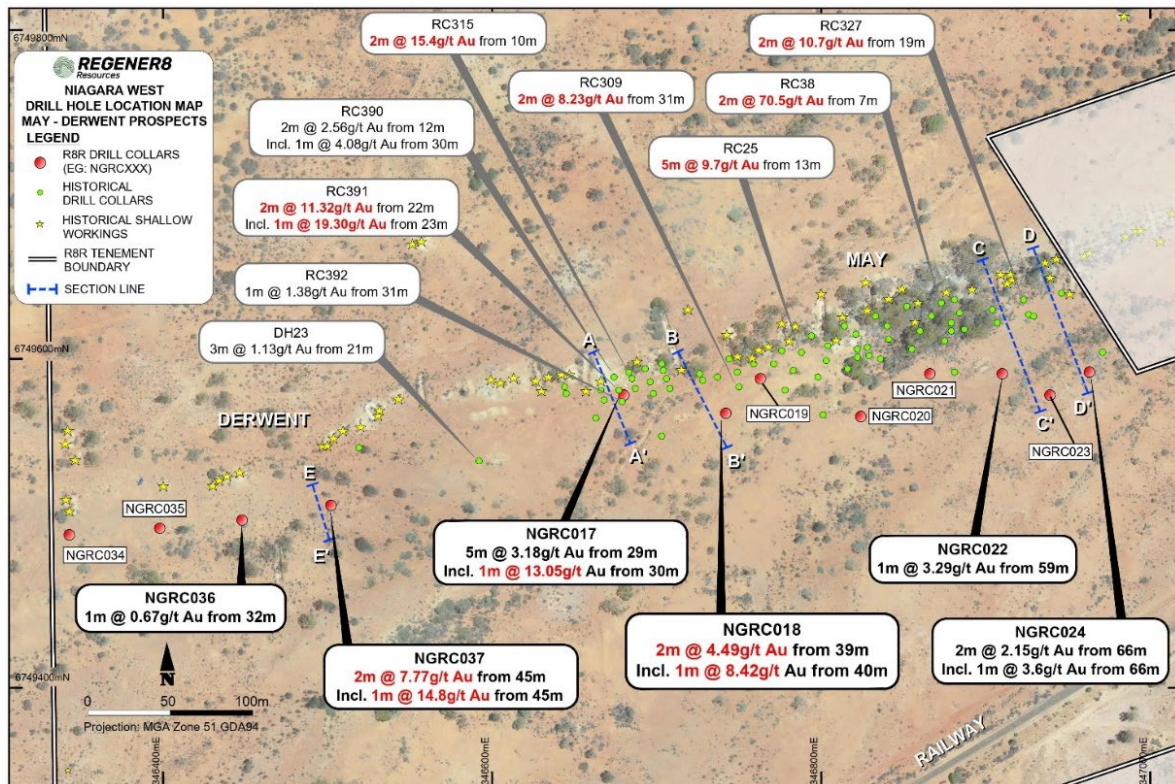 6749800mN
REGENER8
Resources
NIAGARA WEST
DRILL HOLE LOCATION MAP
MAY - DERWENT PROSPECTS
LEGEND
R8R DRILL COLLARS
(EG: NGRCXXX)
HISTORICAL
DRILL COLLARS
HISTORICAL SHALLOW
WORKINGS
R8R TENEMENT
BOUNDARY
SECTION LINE
RC315
2m @ 15.4g/t Au from 10m
RC327
2m @ 10.7g/t Au from 19m
RC309
2m @ 8.23g/t Au from 31m
RC38
2m @ 70.5g/t Au from 7m
RC390
2m @ 2.56g/t Au from 12m
Incl. 1m @ 4.08g/t Au from 30m
RC25
5m @ 9.7g/t Au from 13m
RC391
2m @ 11.32g/t Au from 22m
Incl. 1m @ 19.30g/t Au from 23m
RC392
1m @ 1.38g/t Au from 31m
DH23
3m @ 1.13g/t Au from 21m
MAY
C
D
A
B
6749600mN
NGRC021
NGRC019
NGRC020
DERWENT
A'
B'
C'
D'
NGRC023
E
E'
NGRC035
NGRC034
NGRC017
5m @ 3.18g/t Au from 29m
Incl. 1m @ 13.05g/t Au from 30m
NGRC022
1m @ 3.29g/t Au from 59m
NGRC036
1m @ 0.67g/t Au from 32m
NGRC018
2m @ 4.49g/t Au from 39m
Incl. 1m @ 8.42g/t Au from 40m
NGRC024
2m @ 2.15g/t Au from 66m
Incl. 1m @ 3.6g/t Au from 66m
NGRC037
2m @ 7.77g/t Au from 45m
Incl. 1m @ 14.8g/t Au from 45m
6749400mN
N
0 50 100m
Projection: MGA Zone 51 GDA94
RAILWAY
346400mE
346600mE
346800mE
347000mE